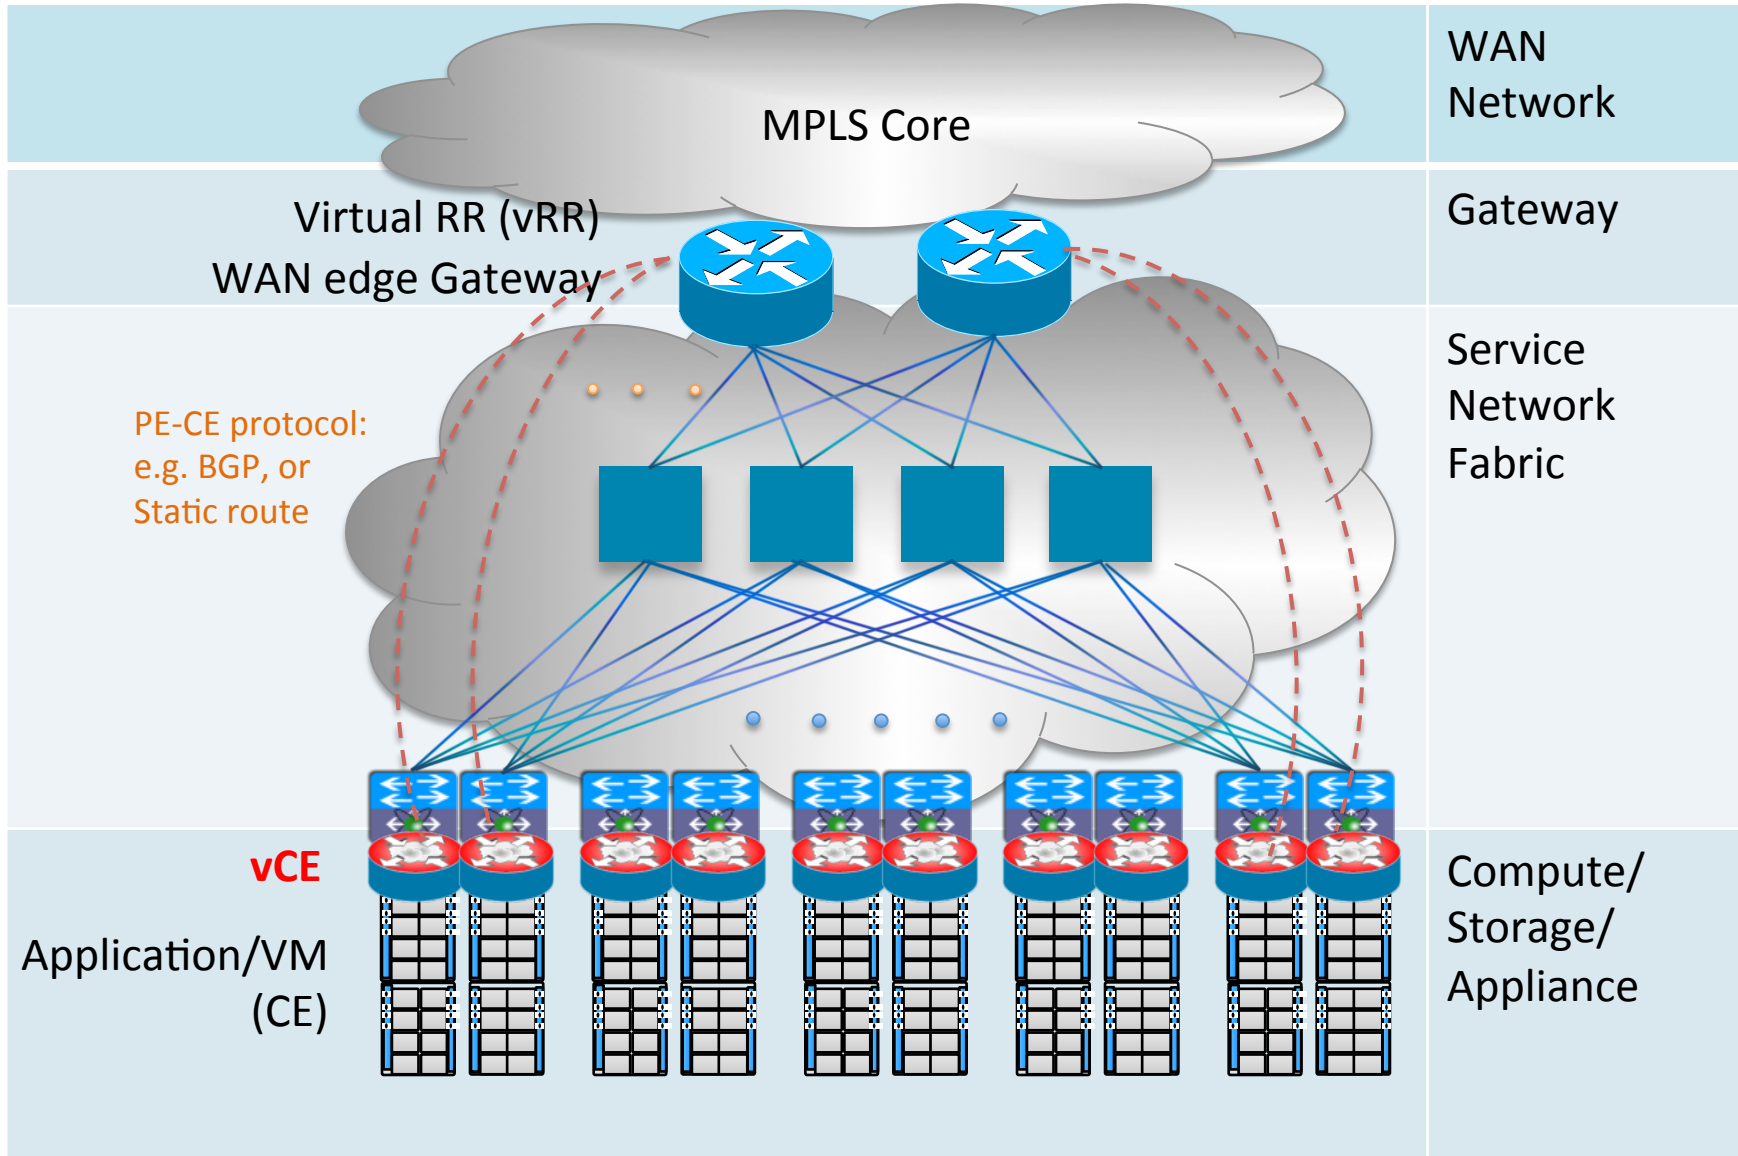 WAN
Network
MPLS Core
Virtual RR (vRR)
WAN edge Gateway
Gateway
Service
Network
Fabric
PE-CE protocol:
e.g. BGP, or
Static route
vCE
Application/VM
(CE)
Compute/
Storage/
Appliance